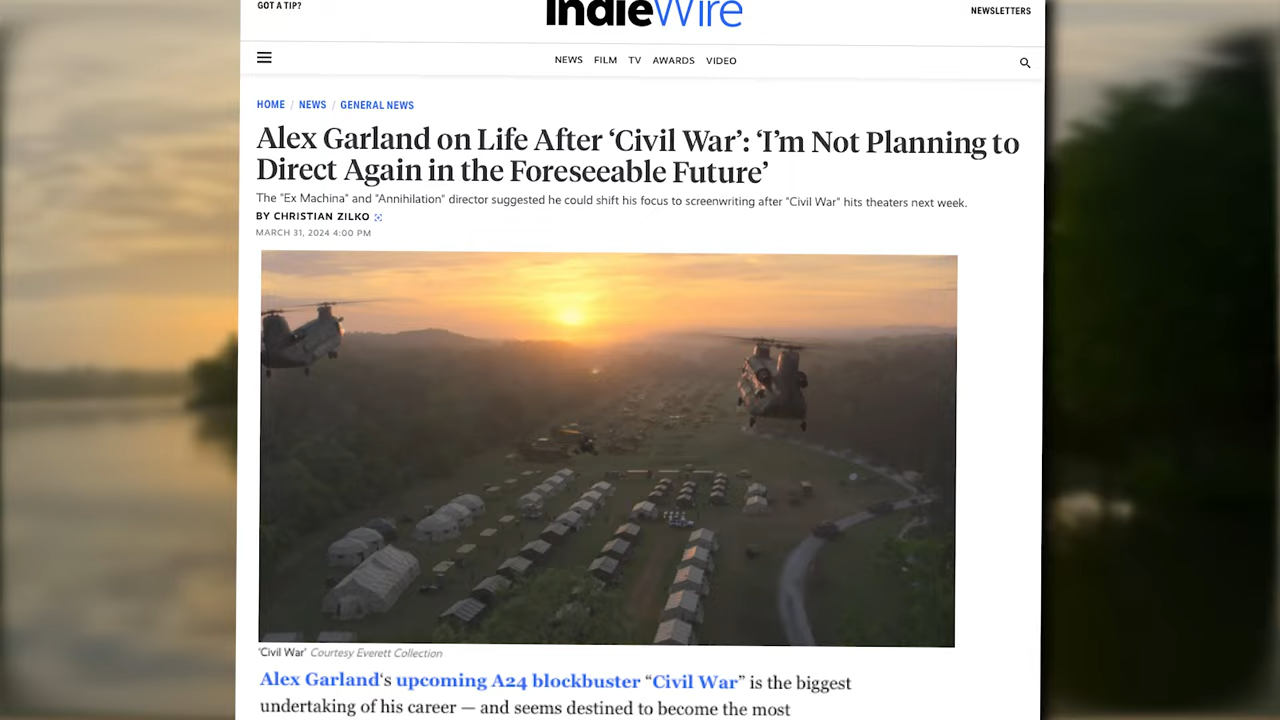 GOT A TIP?
IndieWire
NEWSLETTERS
NEWS FILM TV AWARDS VIDEO
HOME / NEWS / GENERAL NEWS
Alex Garland on Life After ‘Civil War’: ‘I’m Not Planning to
Direct Again in the Foreseeable Future’
The "Ex Machina" and "Annihilation" director suggested he could shift his focus to screenwriting after "Civil War" hits theaters next week.
BY CHRISTIAN ZILKO
MARCH 31, 2024 4:00 PM
‘Civil War’ Courtesy Everett Collection
Alex Garland‘s upcoming A24 blockbuster “Civil War” is the biggest
undertaking of his career — and seems destined to become the most